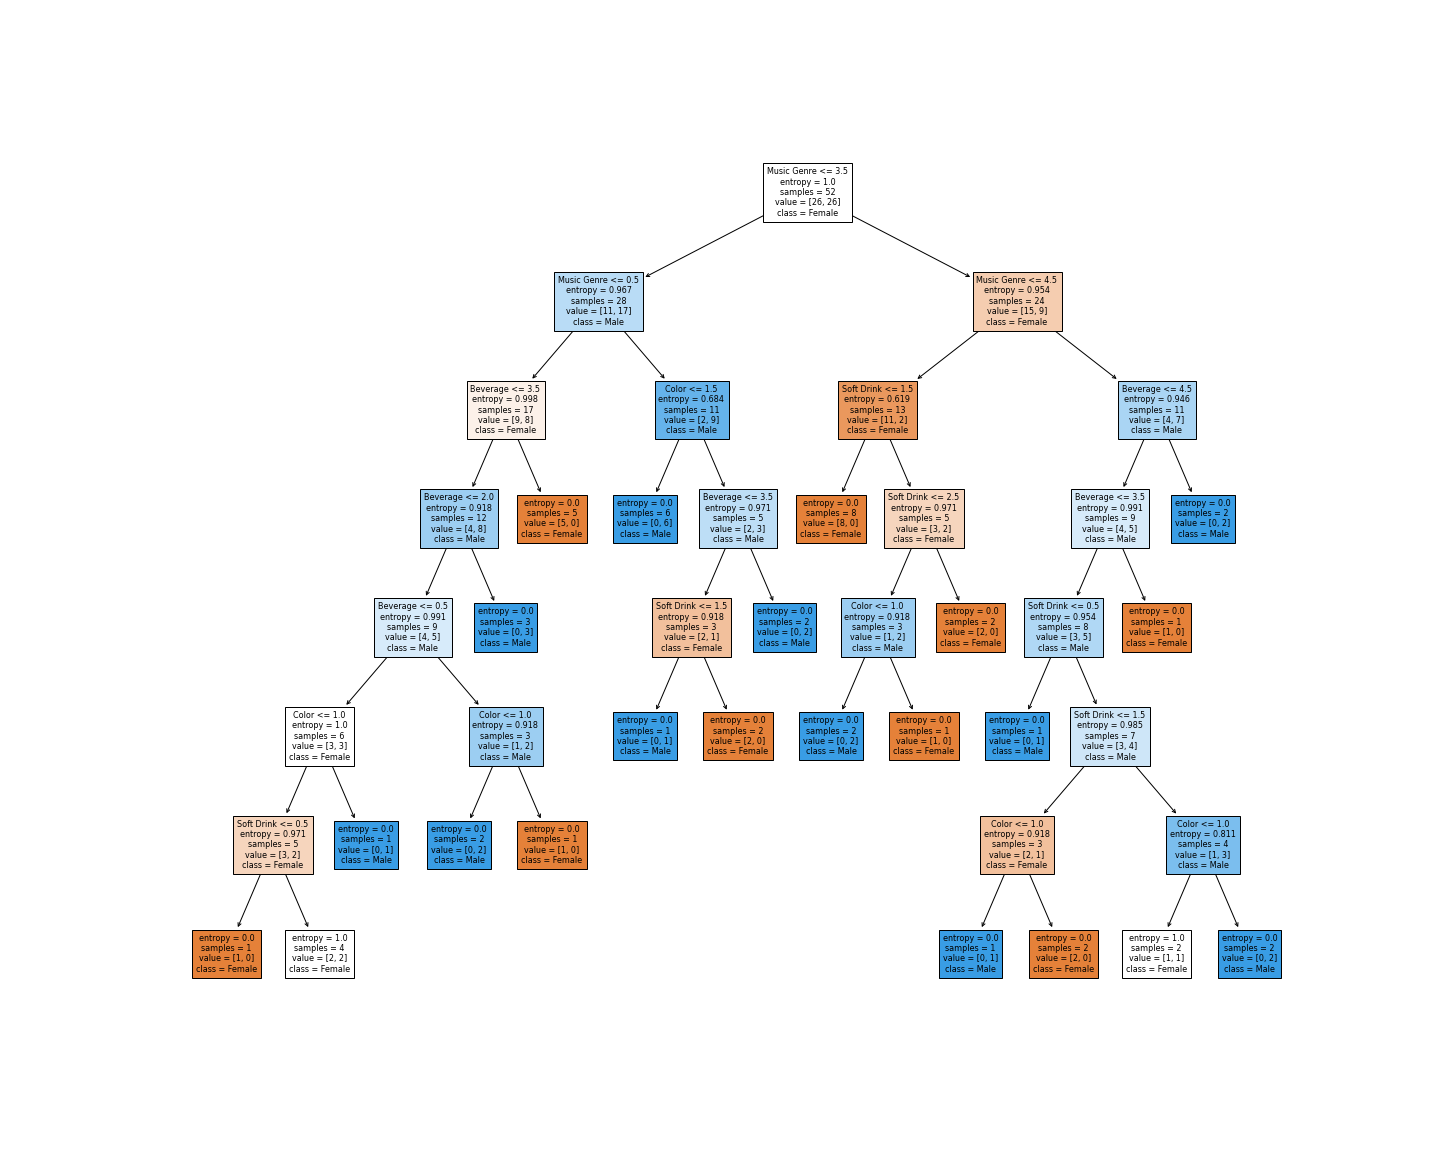 Music Genre <= 3.5
entropy = 1.0
samples = 52
value = [26, 26]
class = Female
Music Genre <= 0.5
entropy = 0.967
samples = 28
value = [11, 17]
class = Male
Music Genre <= 4.5
entropy = 0.954
samples = 24
value = [15, 9]
class = Female
Beverage <= 3.5
entropy = 0.998
samples = 17
value = [9, 8]
class = Female
Color <= 1.5
entropy = 0.684
samples = 11
value = [2, 9]
class = Male
Soft Drink <= 1.5
entropy = 0.619
samples = 13
value = [11, 2]
class = Female
Beverage <= 4.5
entropy = 0.946
samples = 11
value = [4, 7]
class = Male
Beverage <= 2.0
entropy = 0.918
samples = 12
value = [4, 8]
class = Male
entropy = 0.0
samples = 5
value = [5, 0]
class = Female
entropy = 0.0
samples = 6
value = [0, 6]
class = Male
Beverage <= 3.5
entropy = 0.971
samples = 5
value = [2, 3]
class = Male
entropy = 0.0
samples = 8
value = [8, 0]
class = Female
Soft Drink <= 2.5
entropy = 0.971
samples = 5
value = [3, 2]
class = Female
Beverage <= 3.5
entropy = 0.991
samples = 9
value = [4, 5]
class = Male
entropy = 0.0
samples = 2
value = [0, 2]
class = Male
Beverage <= 0.5
entropy = 0.991
samples = 9
value = [4, 5]
class = Male
entropy = 0.0
samples = 3
value = [0, 3]
class = Male
Soft Drink <= 1.5
entropy = 0.918
samples = 3
value = [2, 1]
class = Female
entropy = 0.0
samples = 2
value = [0, 2]
class = Male
Color <= 1.0
entropy = 0.918
samples = 3
value = [1, 2]
class = Male
entropy = 0.0
samples = 2
value = [2, 0]
class = Female
Soft Drink <= 0.5
entropy = 0.954
samples = 8
value = [3, 5]
class = Male
entropy = 0.0
samples = 1
value = [1, 0]
class = Female
Color <= 1.0
entropy = 1.0
samples = 6
value = [3, 3]
class = Female
Color <= 1.0
entropy = 0.918
samples = 3
value = [1, 2]
class = Male
entropy = 0.0
samples = 1
value = [0, 1]
class = Male
entropy = 0.0
samples = 2
value = [2, 0]
class = Female
entropy = 0.0
samples = 2
value = [0, 2]
class = Male
entropy = 0.0
samples = 1
value = [1, 0]
class = Female
entropy = 0.0
samples = 1
value = [0, 1]
class = Male
Soft Drink <= 1.5
entropy = 0.985
samples = 7
value = [3, 4]
class = Male
Soft Drink <= 0.5
entropy = 0.971
samples = 5
value = [3, 2]
class = Female
entropy = 0.0
samples = 1
value = [0, 1]
class = Male
entropy = 0.0
samples = 2
value = [0, 2]
class = Male
entropy = 0.0
samples = 1
value = [1, 0]
class = Female
Color <= 1.0
entropy = 0.918
samples = 3
value = [2, 1]
class = Female
Color <= 1.0
entropy = 0.811
samples = 4
value = [1, 3]
class = Male
entropy = 0.0
samples = 1
value = [1, 0]
class = Female
entropy = 1.0
samples = 4
value = [2, 2]
class = Female
entropy = 0.0
samples = 1
value = [0, 1]
class = Male
entropy = 0.0
samples = 2
value = [2, 0]
class = Female
entropy = 1.0
samples = 2
value = [1, 1]
class = Female
entropy = 0.0
samples = 2
value = [0, 2]
class = Male